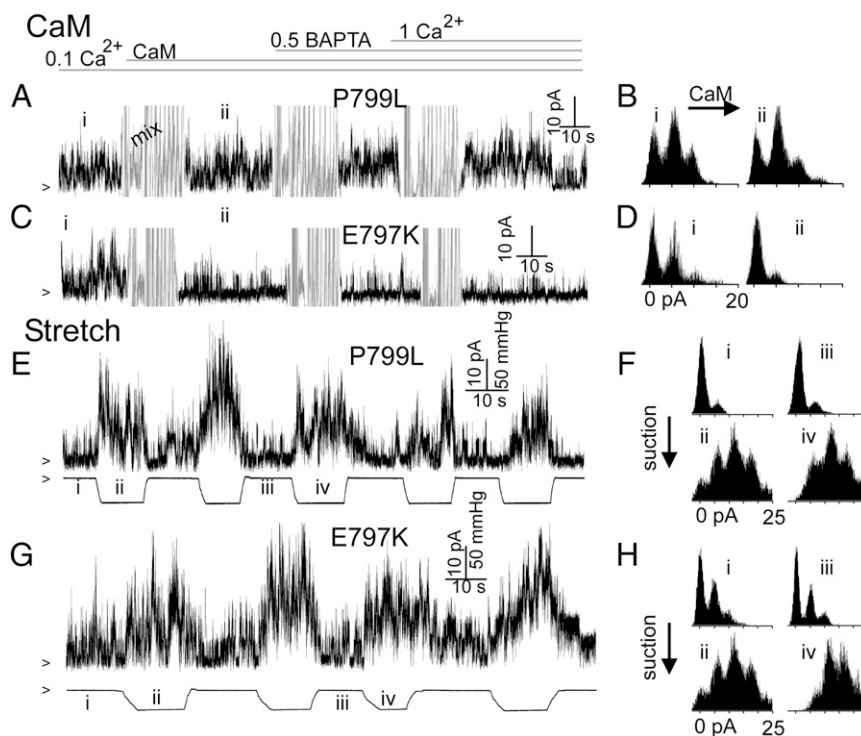 CaM
0.1 Ca²⁺
CaM
0.5 BAPTA
1 Ca²⁺
A
i
mix
ii
P799L
10 pA
10 s
>
B
i
CaM
ii
C
i
ii
E797K
10 pA
10 s
>
D
i
ii
0 pA
20
Stretch
E
P799L
10 pA
50 mmHg
10 s
>
>
i
ii
iii
iv
F
i
iii
suction
ii
iv
0 pA
25
G
E797K
10 pA
50 mmHg
10 s
>
>
i
ii
iii
iv
H
i
iii
suction
ii
iv
0 pA
25